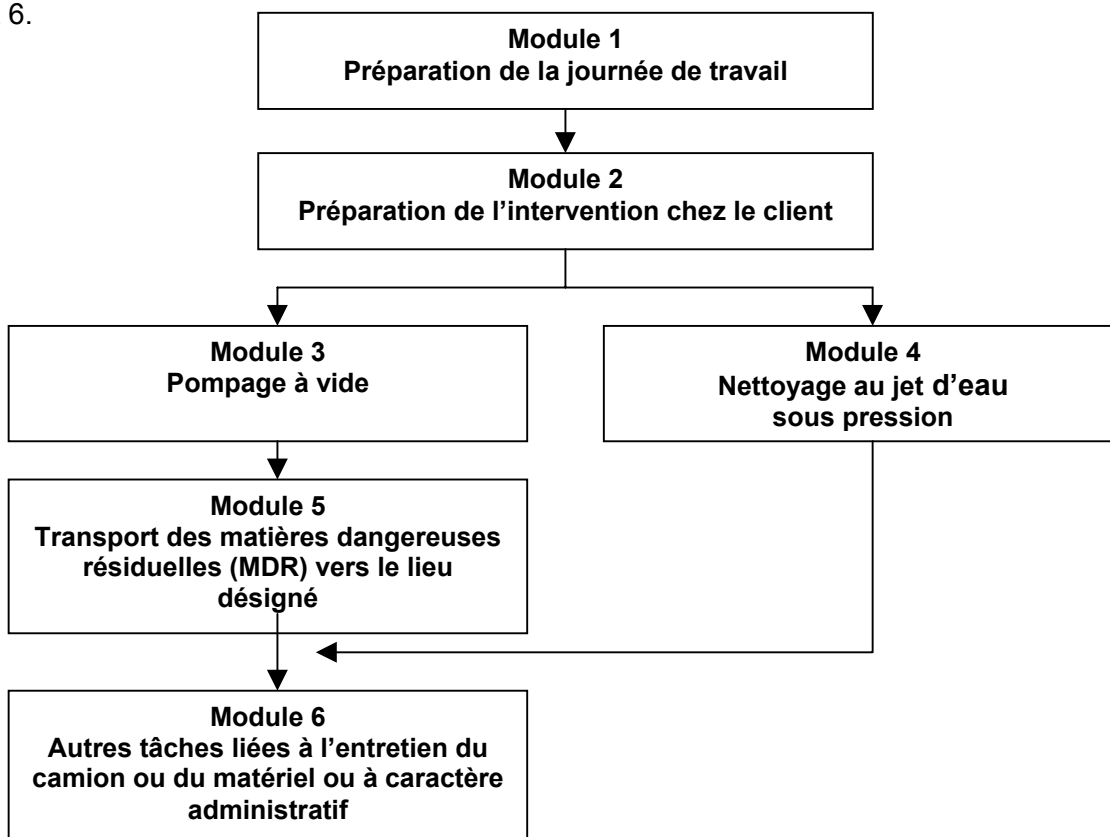 6.
Module 1
Préparation de la journée de travail
Module 2
Préparation de l’intervention chez le client
Module 3
Pompage à vide
Module 4
Nettoyage au jet d’eau
sous pression
Module 5
Transport des matières dangereuses
résiduelles (MDR) vers le lieu
désigné
Module 6
Autres tâches liées à l’entretien du
camion ou du matériel ou à caractère
administratif